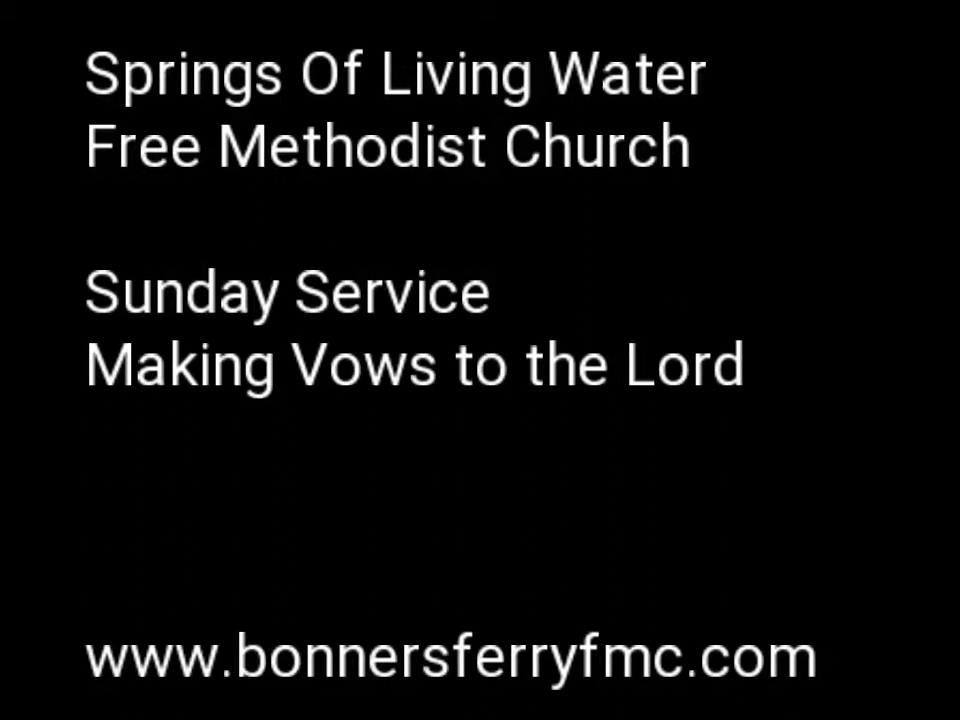 Springs Of Living Water
Free Methodist Church
Sunday Service
Making Vows to the Lord
www.bonnersferryfmc.com